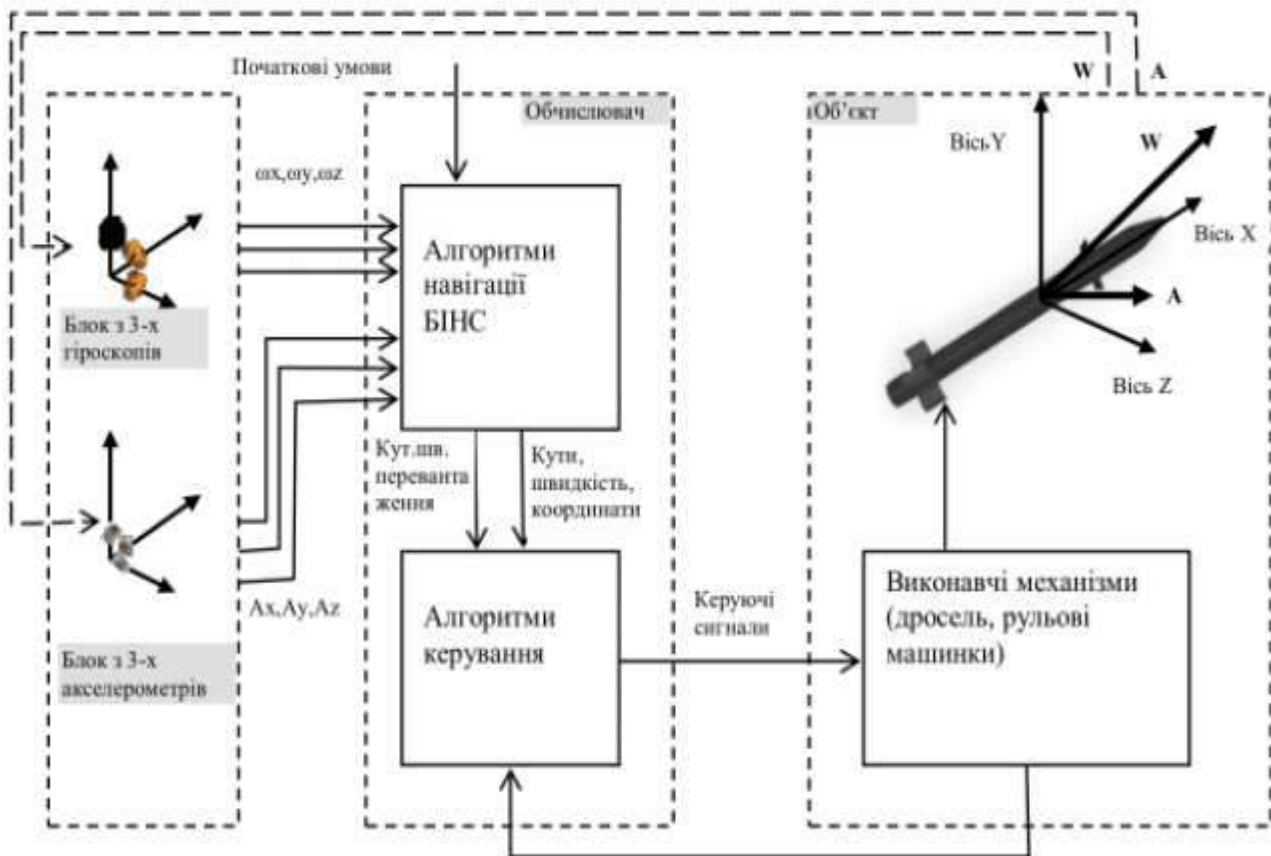 Початкові умови
W
A
Обчислювач
Об’єкт
ВісьY
W
ωx,ωy,ωz
Алгоритми
навігації
БІНС
Вісь X
A
Блок з 3-х
гіроскопів
Вісь Z
Кут.шв.
переванта
ження
Кути,
швидкість,
координати
Ax,Ay,Az
Алгоритми
керування
Керуючі
сигнали
Виконавчі механізми
(дросель, рульові
машинки)
Блок з 3-х
акселерометрів